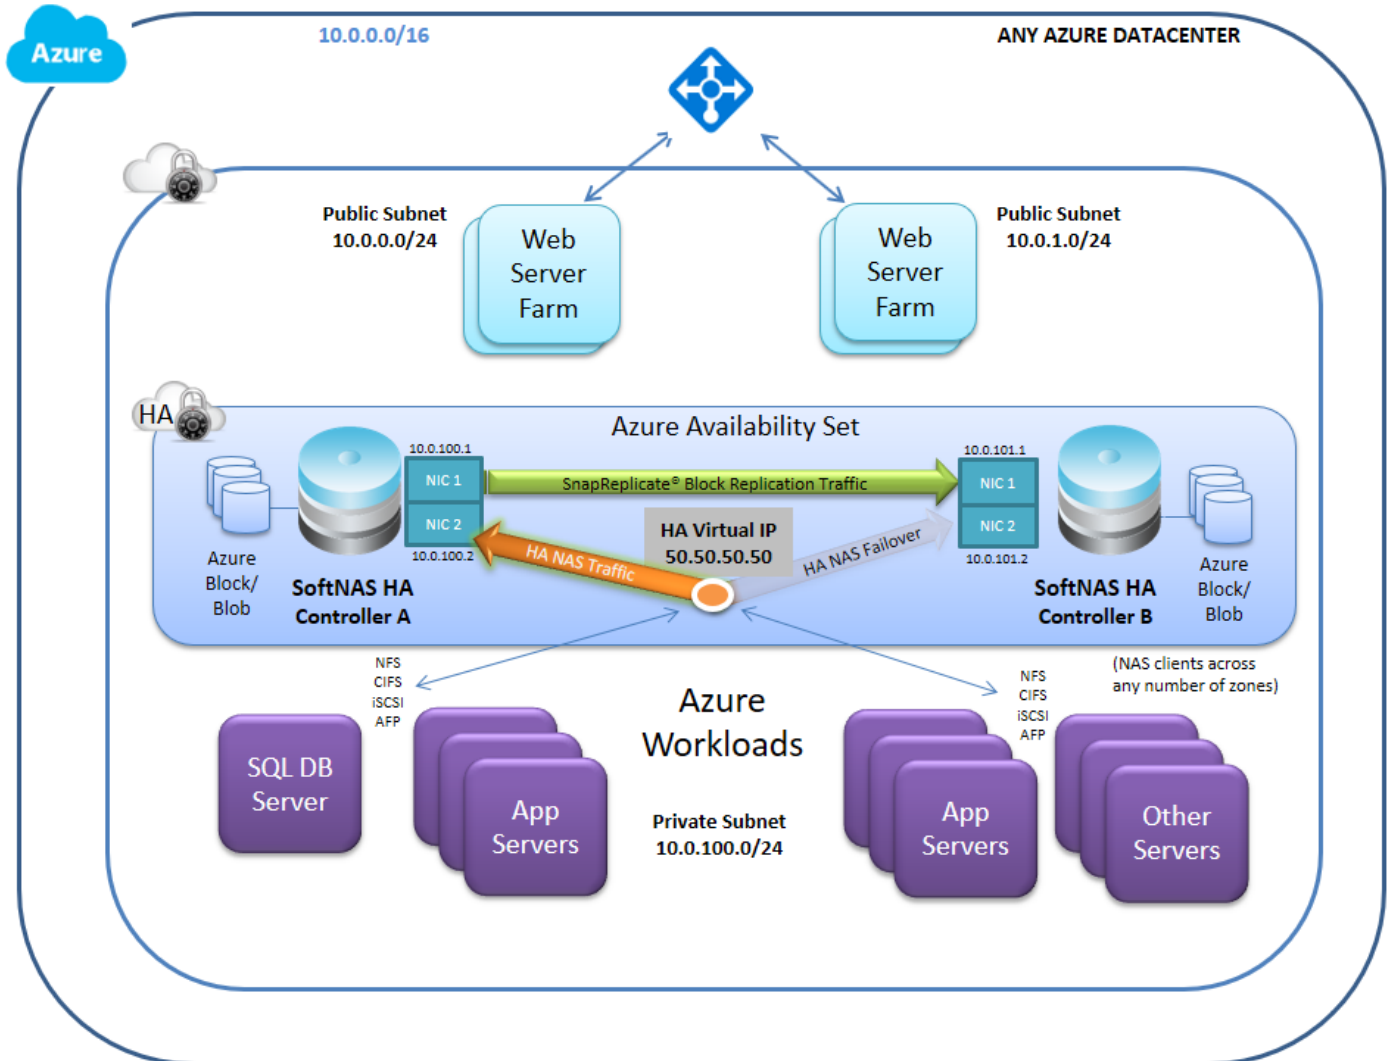 Azure
10.0.0.0/16
ANY AZURE DATACENTER
Public Subnet
10.0.0.0/24
Web
Server
Farm
Web
Server
Farm
Public Subnet
10.0.1.0/24
HA
Azure Availability Set
10.0.100.1
NIC 1
NIC 2
10.0.100.2
SnapReplicate® Block Replication Traffic
10.0.101.1
NIC 1
NIC 2
10.0.101.2
HA Virtual IP
50.50.50.50
HA NAS Traffic
HA NAS Failover
Azure
Block/
Blob
SoftNAS HA
Controller A
SoftNAS HA
Controller B
Azure
Block/
Blob
NFS
CIFS
iSCSI
AFP
NFS
CIFS
iSCSI
AFP
(NAS clients across
any number of zones)
Azure
Workloads
SQL DB
Server
App
Servers
Private Subnet
10.0.100.0/24
App
Servers
Other
Servers